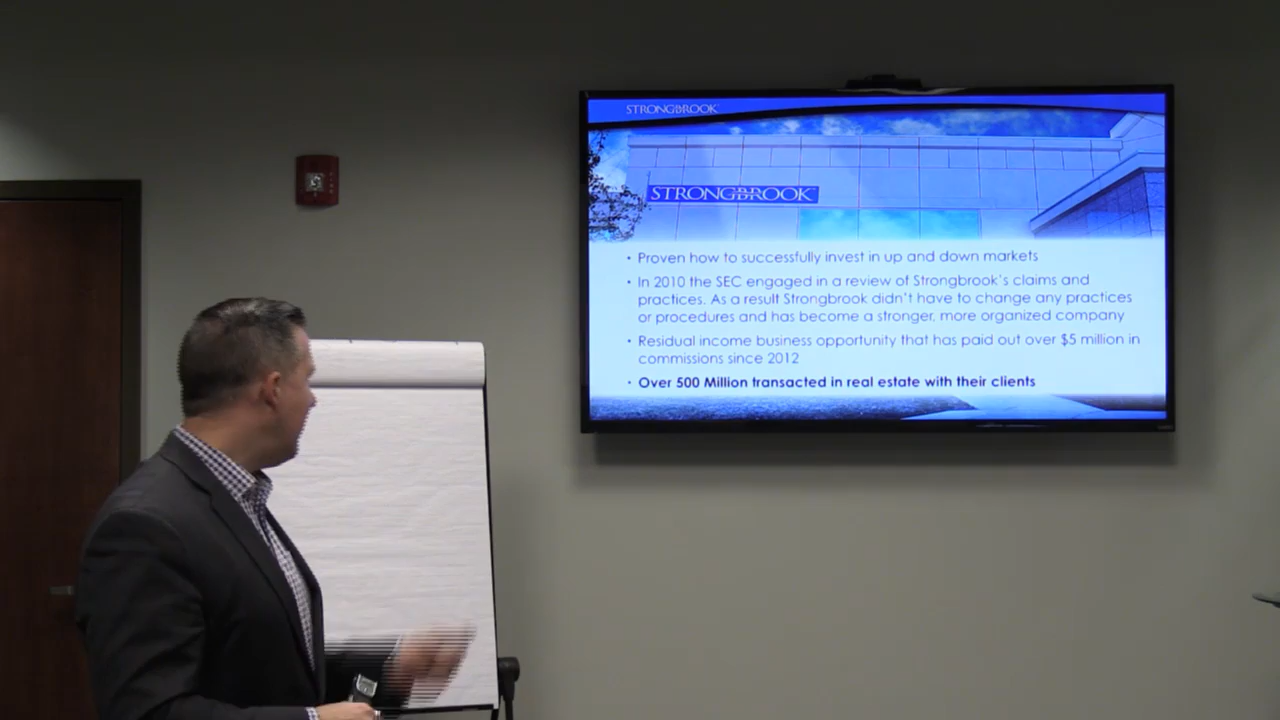 STRONGBROOK
STRONGBROOK
• Proven how to successfully invest in up and down markets
• In 2010 the SEC engaged in a review of Strongbrook's claims and
practices. As a result Strongbrook didn't have to change any practices
or procedures and has become a stronger, more organized company
• Residual income business opportunity that has paid out over $5 million in
commissions since 2012
• Over 500 Million transacted in real estate with their clients